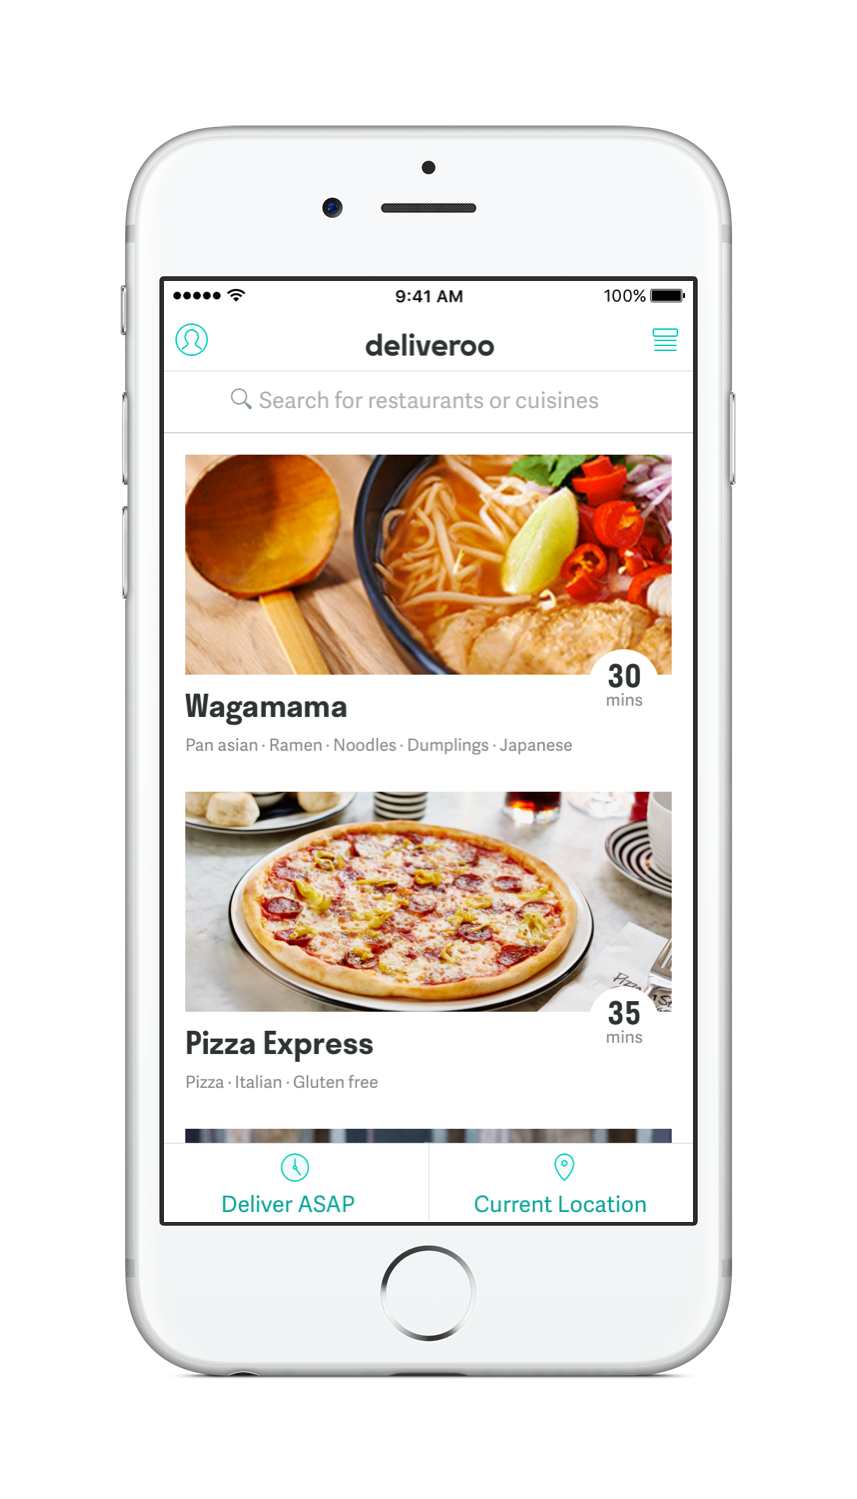 9:41 AM
100%
deliveroo
Search for restaurants or cuisines
30
mins
Wagamama
Pan asian · Ramen · Noodles · Dumplings · Japanese
35
mins
Pizza Express
Pizza · Italian · Gluten free
Deliver ASAP
Current Location